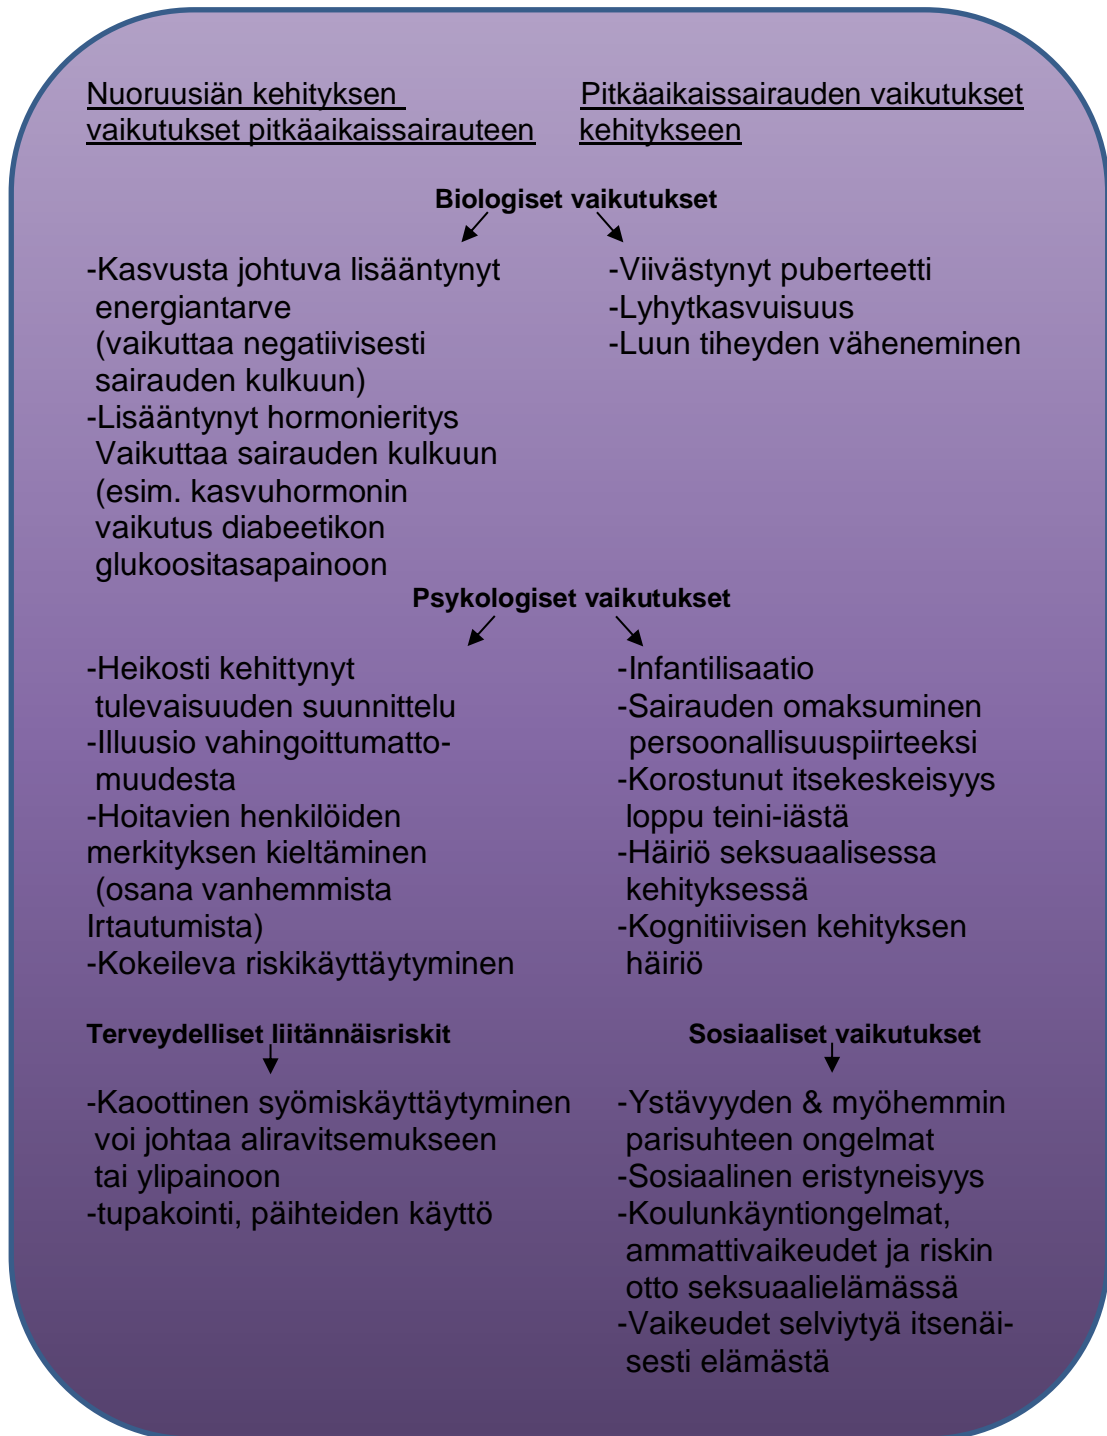 Nuoruusiän kehityksen
vaikutukset pitkäaikaissairauteen
Pitkäaikaissairauden vaikutukset
kehitykseen
Biologiset vaikutukset
-Kasvusta johtuva lisääntynyt
energiantarve
(vaikuttaa negatiivisesti
sairauden kulkuun)
-Lisääntynyt hormonieritys
Vaikuttaa sairauden kulkuun
(esim. kasvuhormonin
vaikutus diabeetikon
glukoositasapainoon
-Viivästynyt puberteetti
-Lyhytkasvuisuus
-Luun tiheyden väheneminen
Psykologiset vaikutukset
-Heikosti kehittynyt
tulevaisuuden suunnittelu
-Illuusio vahingoittumatto-
muudesta
-Hoitavien henkilöiden
merkityksen kieltäminen
(osana vanhemmista
Irtautumista)
-Kokeileva riskikäyttäytyminen
-Infantilisaatio
-Sairauden omaksuminen
persoonallisuuspiirteeksi
-Korostunut itsekeskeisyys
loppu teini-iästä
-Häiriö seksuaalisessa
kehityksessä
-Kognitiivisen kehityksen
häiriö
Terveydelliset liitännäisriskit
-Kaoottinen syömiskäyttäytyminen
voi johtaa aliravitsemukseen
tai ylipainoon
-tupakointi, päihteiden käyttö
Sosiaaliset vaikutukset
-Ystävyyden & myöhemmin
parisuhteen ongelmat
-Sosiaalinen eristyneisyys
-Koulunkäyntiongelmat,
ammattivaikeudet ja riskin
otto seksuaalielämässä
-Vaikeudet selviytyä itsenäi-
sesti elämästä